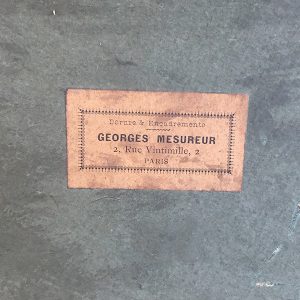 Dorure & Encadrements
GEORGES MESUREUR
2, Rue Vintimille, 2
PARIS